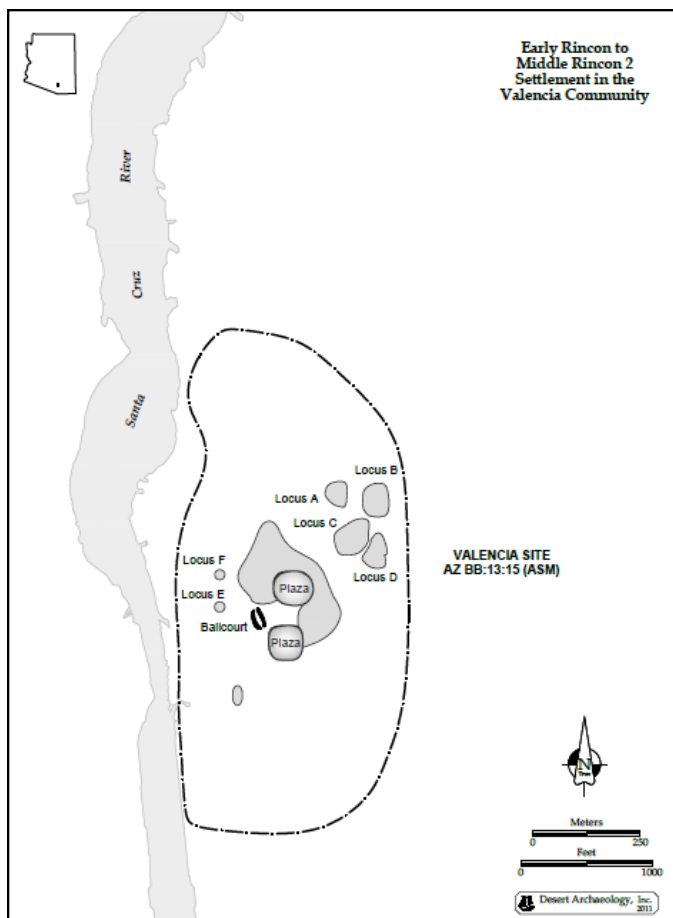 Early Rincon to
Middle Rincon 2
Settlement in the
Valencia Community
River
Cruz
Santa
Locus B
Locus A
Locus C
VALENCIA SITE
AZ BB:13:15 (ASM)
Locus D
Locus F
Plaza
Locus E
Ballcourt
Plaza
N
True
Meters
0 250
Feet
0 1000
Desert Archaeology, Inc.
2011